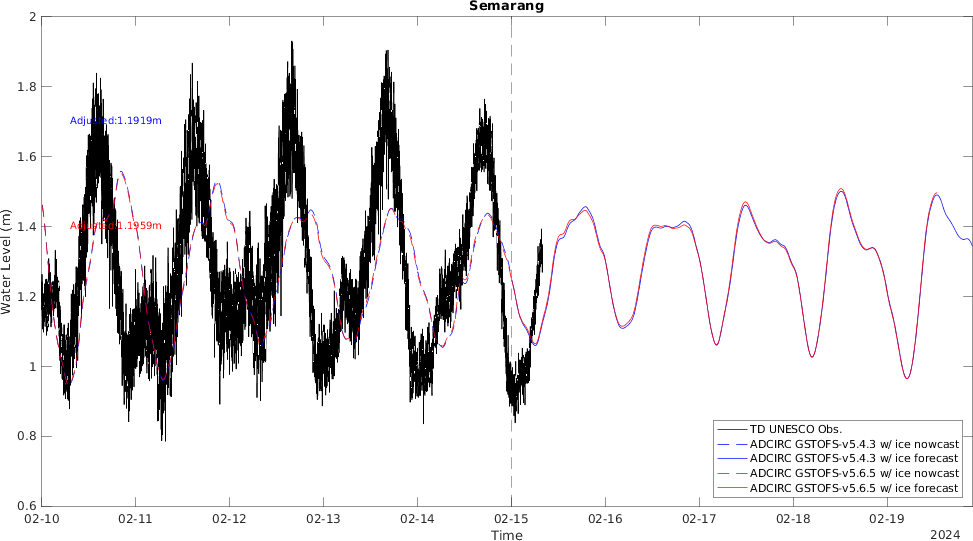 Semarang
2
1.8
1.6
1.4
1.2
1
0.8
0.6
Water Level (m)
Adjusted:1.1919m
Adjusted:1.1959m
TD UNESCO Obs.
ADCIRC GSTOFS-v5.4.3 w/ ice nowcast
ADCIRC GSTOFS-v5.4.3 w/ ice forecast
ADCIRC GSTOFS-v5.6.5 w/ ice nowcast
ADCIRC GSTOFS-v5.6.5 w/ ice forecast
02-10 02-11 02-12 02-13 02-14 02-15 02-16 02-17 02-18 02-19
Time
2024